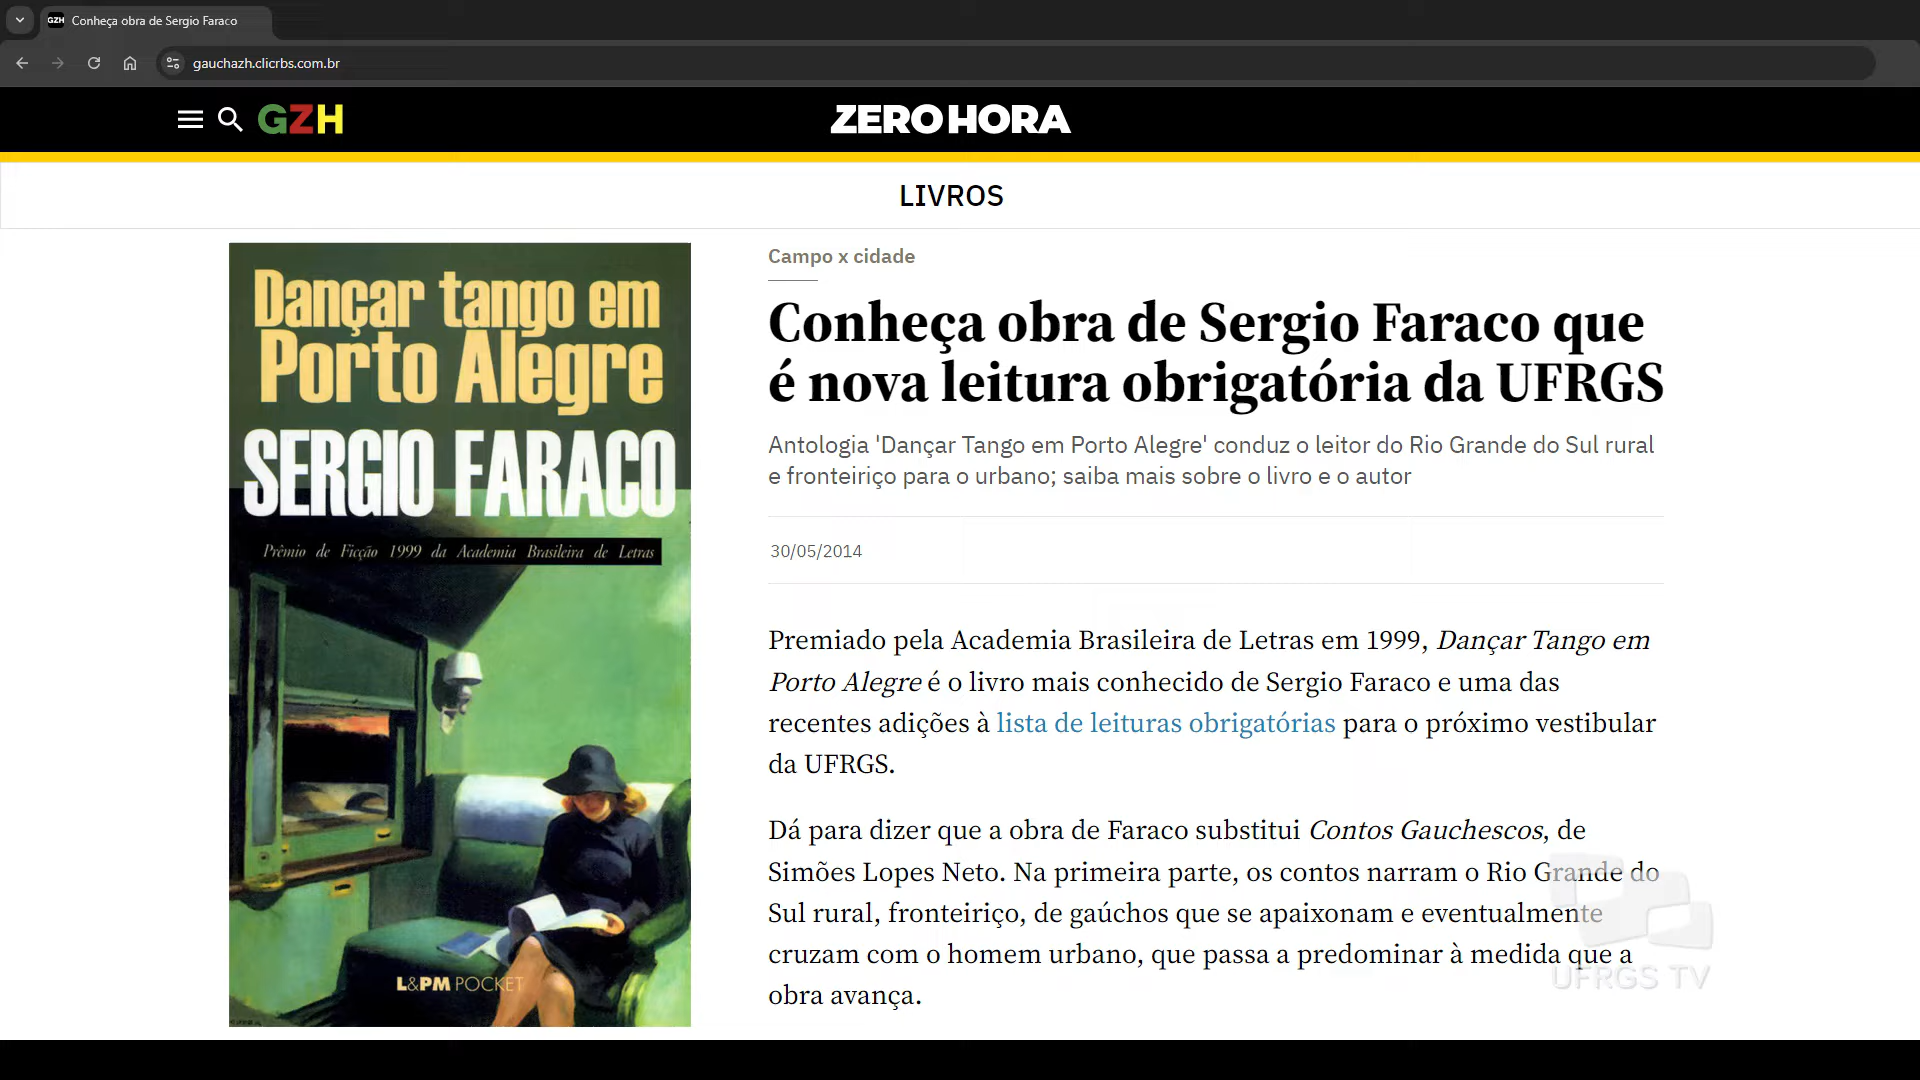 GZH Conheça obra de Sergio Faraco
gauchazh.clicrbs.com.br
GZH
ZERO HORA
LIVROS
Dançar tango em
Porto Alegre
SERGIO FARACO
Prêmio de Ficção 1999 da Academia Brasileira de Letras
L&PM POCKET
Campo x cidade
Conheça obra de Sergio Faraco que
é nova leitura obrigatória da UFRGS
Antologia 'Dançar Tango em Porto Alegre' conduz o leitor do Rio Grande do Sul rural
e fronteiriço para o urbano; saiba mais sobre o livro e o autor
30/05/2014
Premiado pela Academia Brasileira de Letras em 1999, Dançar Tango em
Porto Alegre é o livro mais conhecido de Sergio Faraco e uma das
recentes adições à lista de leituras obrigatórias para o próximo vestibular
da UFRGS.
Dá para dizer que a obra de Faraco substitui Contos Gauchescos, de
Simões Lopes Neto. Na primeira parte, os contos narram o Rio Grande do
Sul rural, fronteiriço, de gaúchos que se apaixonam e eventualmente
cruzam com o homem urbano, que passa a predominar à medida que a
obra avança.
UFRGS TV